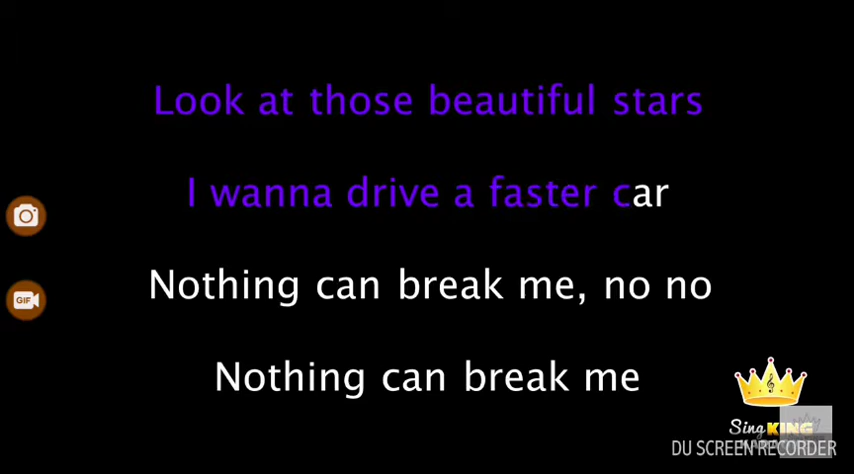 Look at those beautiful stars
I wanna drive a faster car
GIF
Nothing can break me, no no
Nothing can break me
Sing KING
DU SCREEN RECORDER